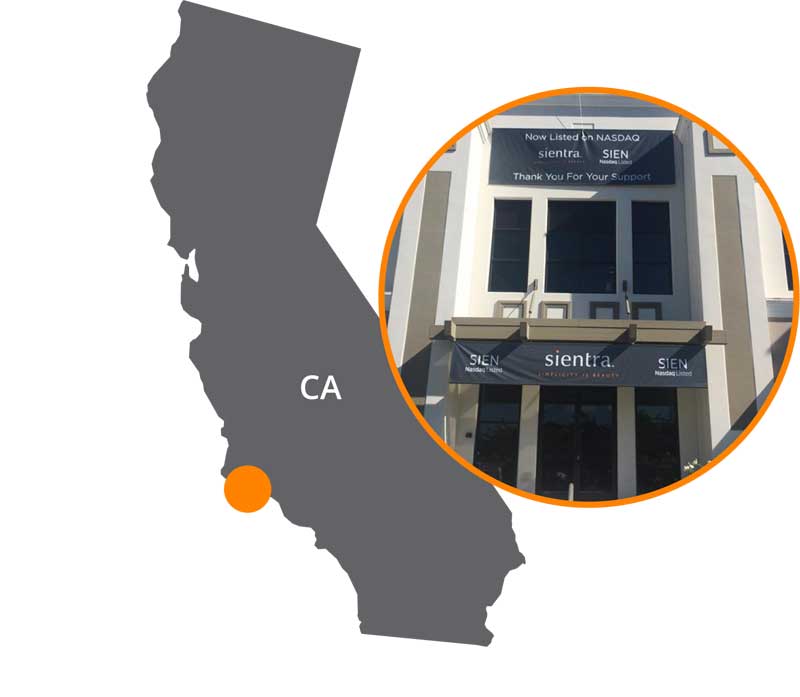 Now Listed on NASDAQ
sientra. SIEN
Nasdaq Listed
Thank You For Your Support
SIEN sientra. SIEN
Nasdaq Listed SIMPLICITY IS BEAUTY Nasdaq Listed
CA